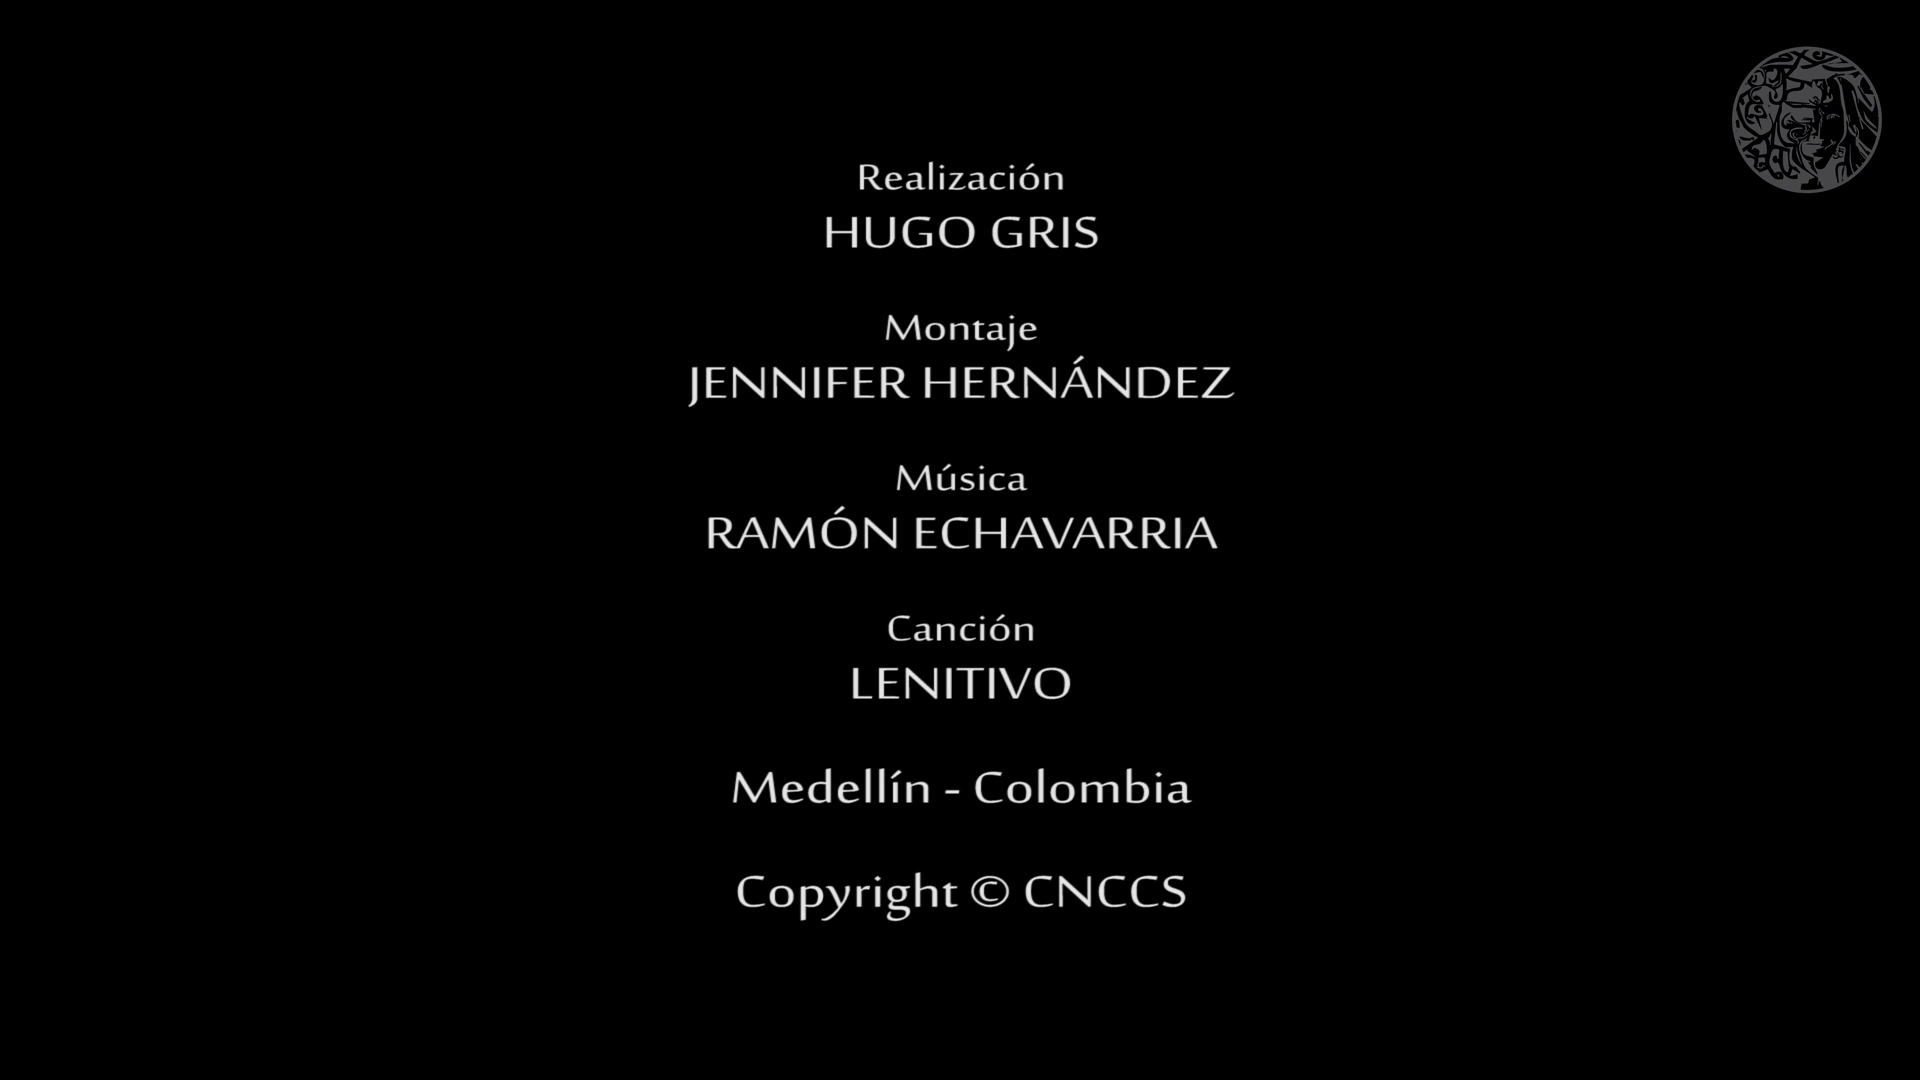 Realización
HUGO GRIS
Montaje
JENNIFER HERNÁNDEZ
Música
RAMÓN ECHAVARRIA
Canción
LENITIVO
Medellín - Colombia
Copyright © CNCCS